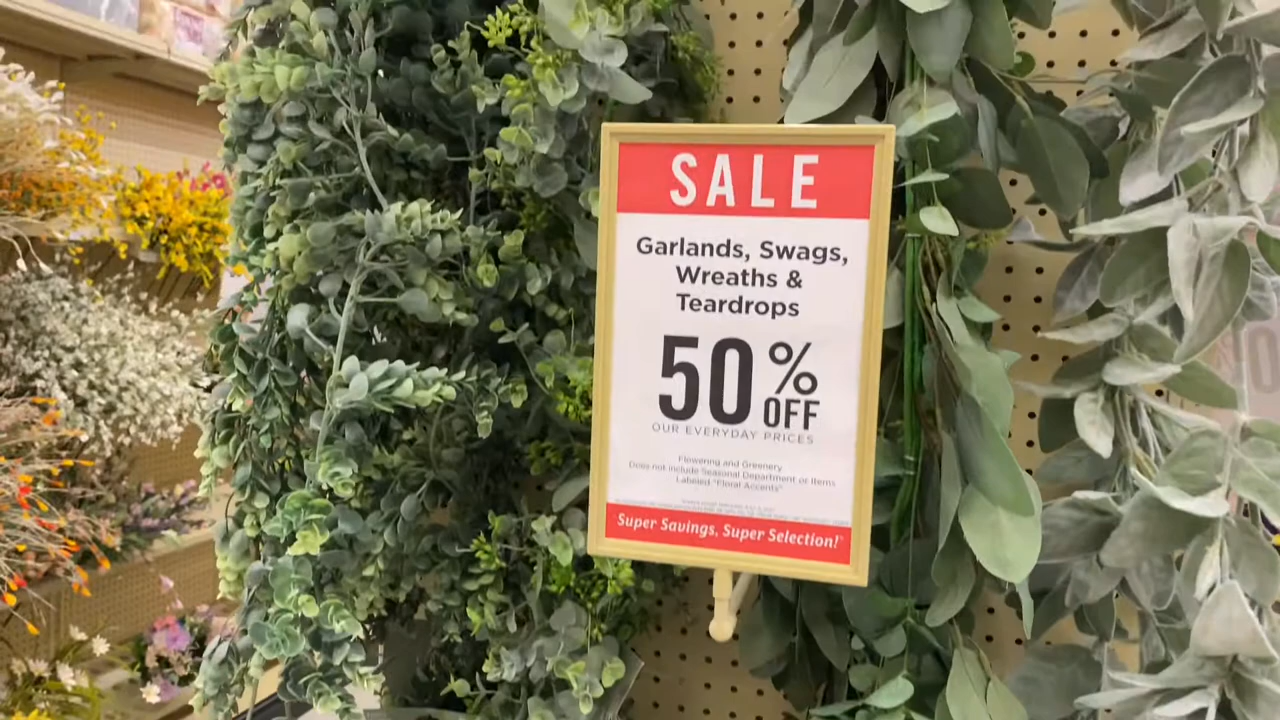 SALE
Garlands, Swags,
Wreaths &
Teardrops
50% OFF
OUR EVERYDAY PRICES
Flowering and Greenery
Does not include Seasonal Department or Items
Labeled "Floral Accents"
Super Savings, Super Selection!